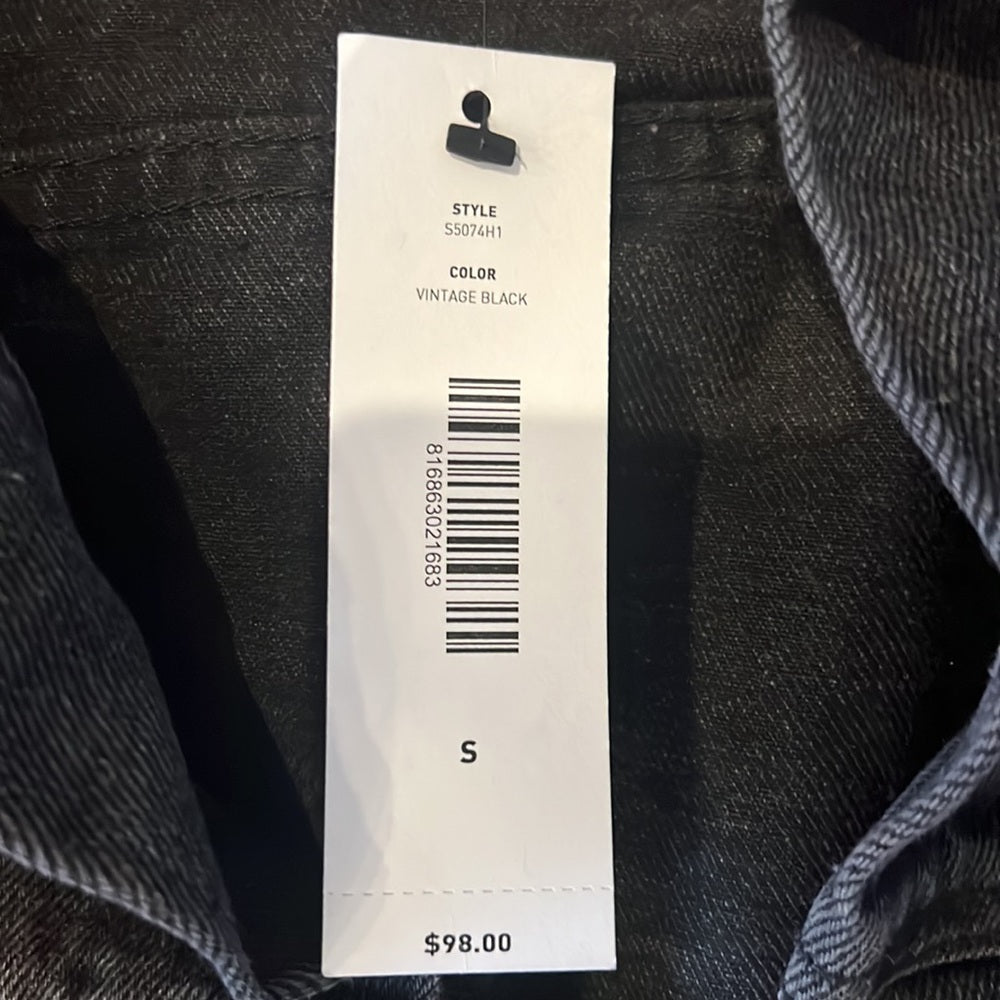 STYLE
S5074H1
COLOR
VINTAGE BLACK
816863021683
S
$98.00